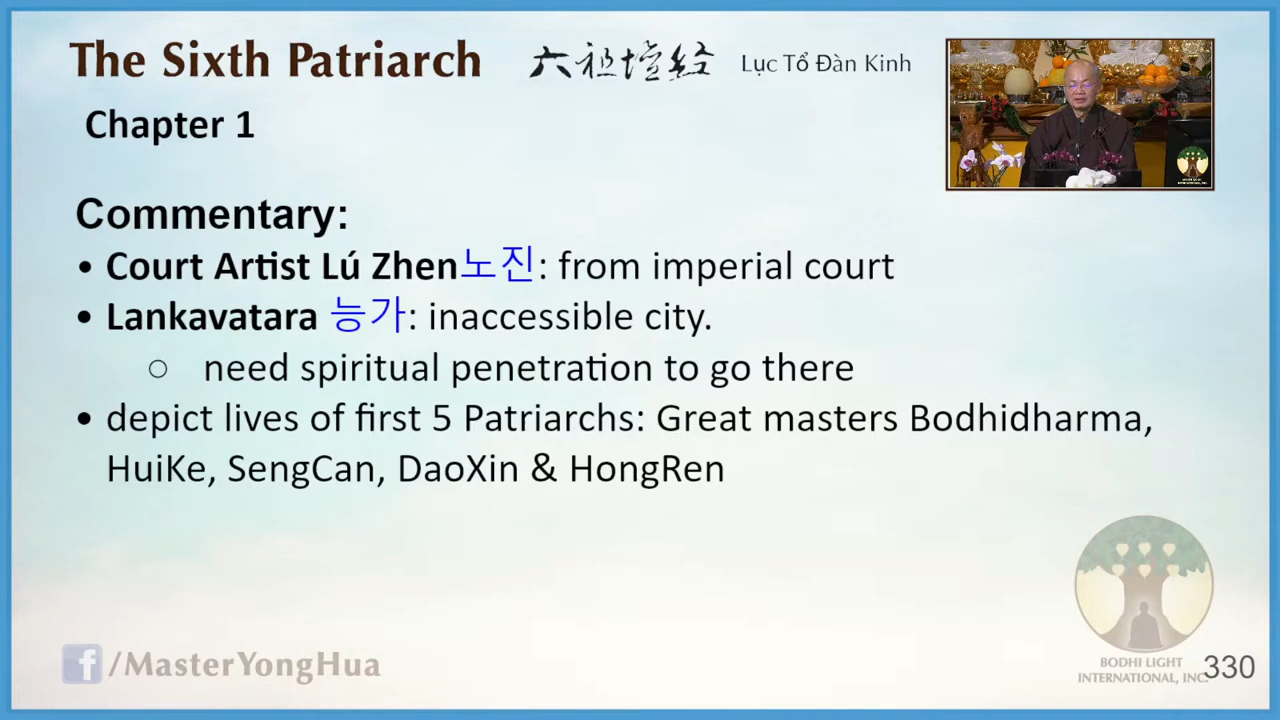 The Sixth Patriarch 六祖壇经 Lục Tổ Đàn Kinh
Chapter 1
Commentary:
• Court Artist Lú Zhen노진: from imperial court
• Lankavatara 능가: inaccessible city.
○ need spiritual penetration to go there
• depict lives of first 5 Patriarchs: Great masters Bodhidharma,
HuiKe, SengCan, DaoXin & HongRen
f/MasterYongHua
BODHI LIGHT
INTERNATIONAL, INC.
330